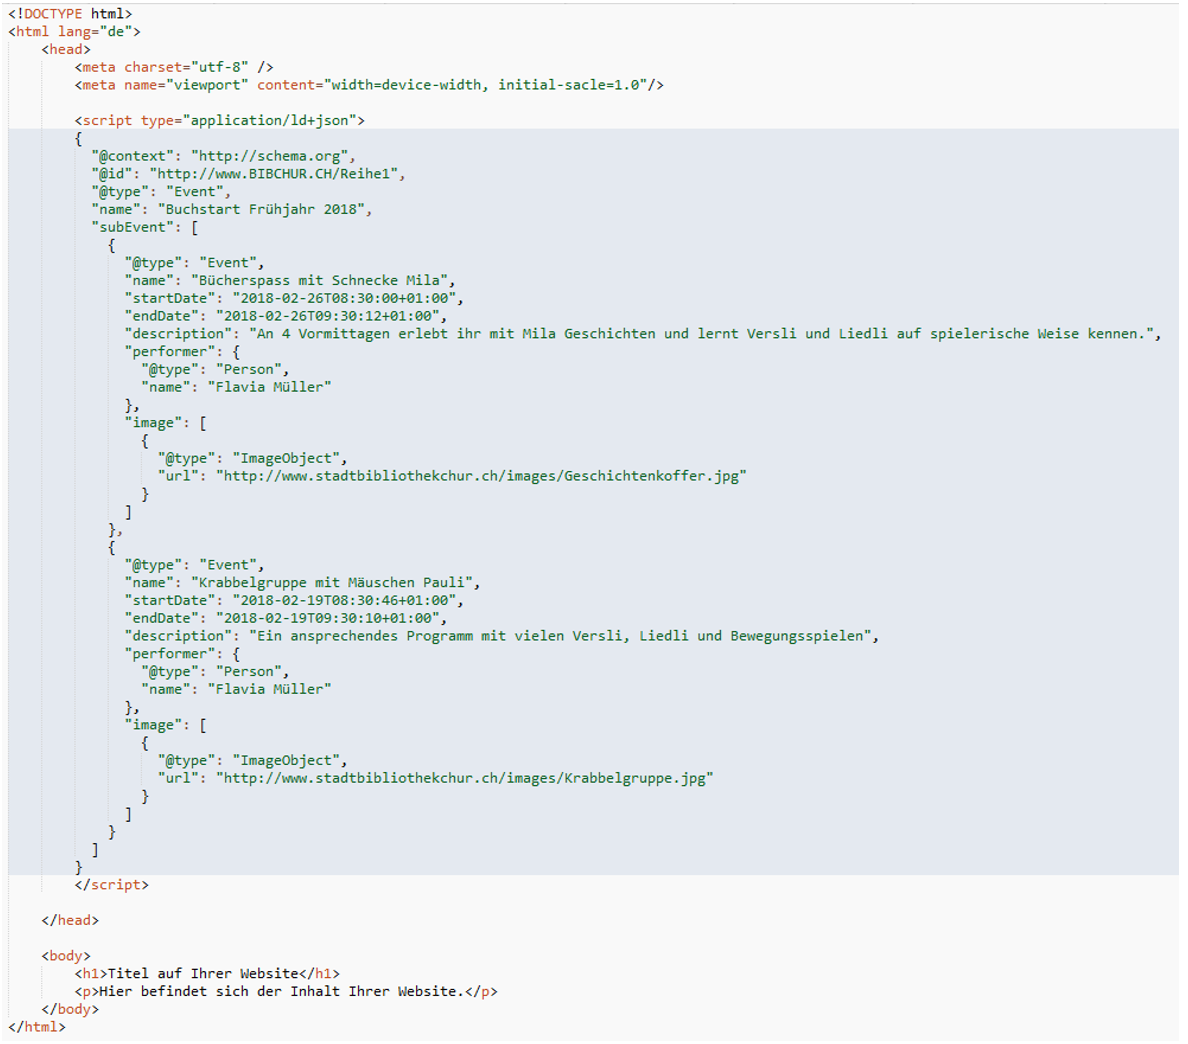 <!DOCTYPE html>
<html lang="de">
    <head>
        <meta charset="utf-8" />
        <meta name="viewport" content="width=device-width, initial-sacle=1.0"/>

        <script type="application/ld+json">
        {
          "@context": "http://schema.org",
          "@id": "http://www.BIBCHUR.CH/Reihe1",
          "@type": "Event",
          "name": "Buchstart Frühjahr 2018",
          "subEvent": [
            {
              "@type": "Event",
              "name": "Bücherspass mit Schnecke Mila",
              "startDate": "2018-02-26T08:30:00+01:00",
              "endDate": "2018-02-26T09:30:12+01:00",
              "description": "An 4 Vormittagen erlebt ihr mit Mila Geschichten und lernt Versli und Liedli auf spielerische Weise kennen.",
              "performer": {
                "@type": "Person",
                "name": "Flavia Müller"
              },
              "image": [
                {
                  "@type": "ImageObject",
                  "url": "http://www.stadtbibliothekchur.ch/images/Geschichtenkoffer.jpg"
                }
              ]
            },
            {
              "@type": "Event",
              "name": "Krabbelgruppe mit Mäuschen Pauli",
              "startDate": "2018-02-19T08:30:46+01:00",
              "endDate": "2018-02-19T09:30:10+01:00",
              "description": "Ein ansprechendes Programm mit vielen Versli, Liedli und Bewegungsspielen",
              "performer": {
                "@type": "Person",
                "name": "Flavia Müller"
              },
              "image": [
                {
                  "@type": "ImageObject",
                  "url": "http://www.stadtbibliothekchur.ch/images/Krabbelgruppe.jpg"
                }
              ]
            }
          ]
        }
        </script>

    </head>

    <body>
        <h1>Titel auf Ihrer Website</h1>
        <p>Hier befindet sich der Inhalt Ihrer Website.</p>
    </body>
</html>